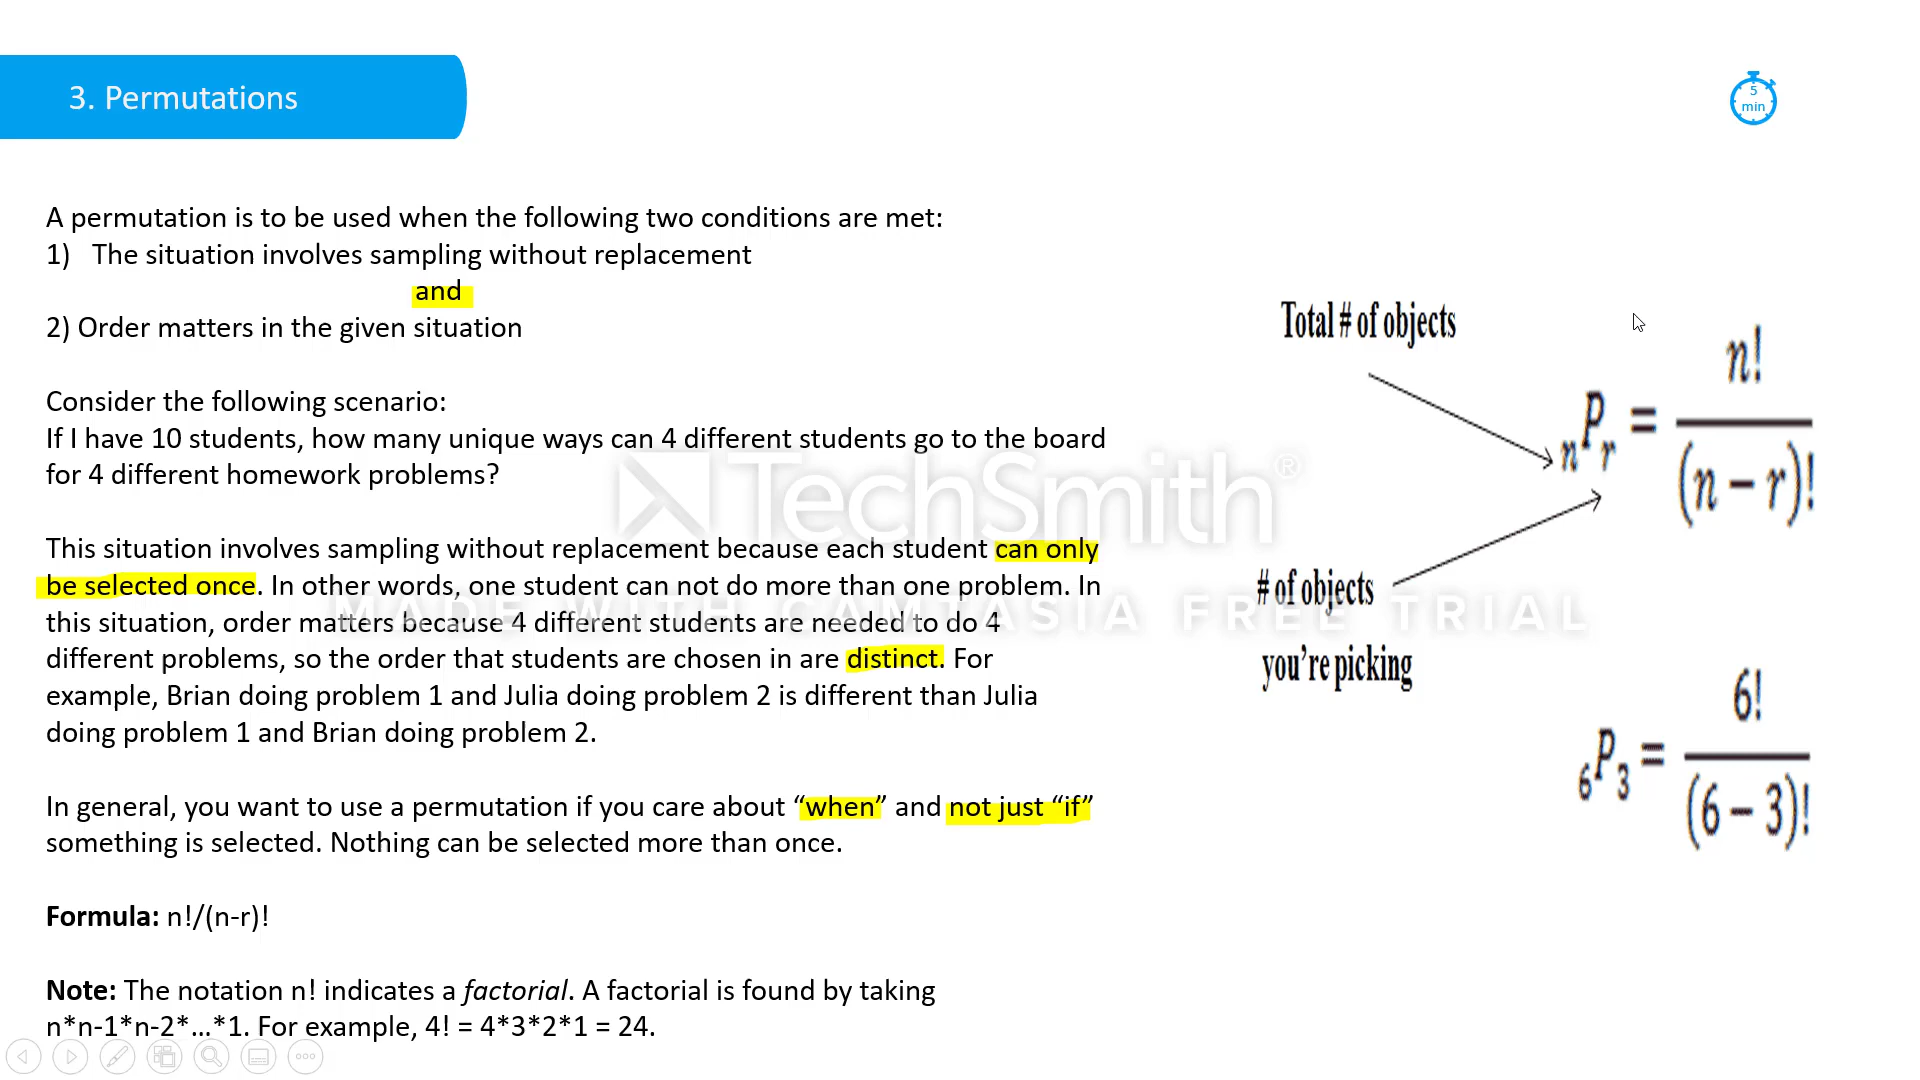 3. Permutations
5
min
A permutation is to be used when the following two conditions are met:
1) The situation involves sampling without replacement
and
2) Order matters in the given situation
Consider the following scenario:
If I have 10 students, how many unique ways can 4 different students go to the board
for 4 different homework problems?
This situation involves sampling without replacement because each student can only
be selected once. In other words, one student can not do more than one problem. In
this situation, order matters because 4 different students are needed to do 4
different problems, so the order that students are chosen in are distinct. For
example, Brian doing problem 1 and Julia doing problem 2 is different than Julia
doing problem 1 and Brian doing problem 2.
In general, you want to use a permutation if you care about “when” and not just “if”
something is selected. Nothing can be selected more than once.
Formula: n!/(n-r)!
Note: The notation n! indicates a factorial. A factorial is found by taking
n*n-1*n-2*…*1. For example, 4! = 4*3*2*1 = 24.
Total # of objects
nPr = n! / (n − r)!
# of objects
you’re picking
6P3 = 6! / (6 − 3)!
TechSmith®
MADE WITH CAMTASIA FREE TRIAL